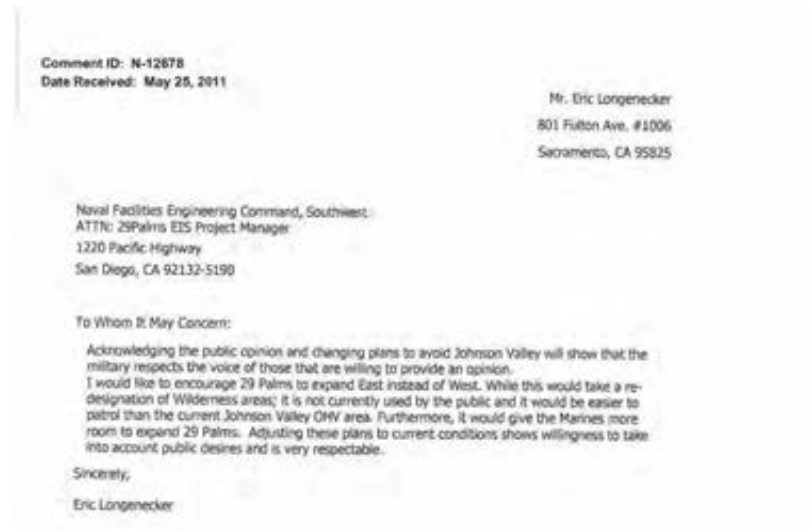 Comment ID: N-12678
Date Received: May 25, 2011
Mr. Eric Longenecker
801 Fulton Ave. #1006
Sacramento, CA 95825
Naval Facilities Engineering Command, Southwest
ATTN: 29Palms EIS Project Manager
1220 Pacific Highway
San Diego, CA 92132-5190
To Whom It May Concern:
Acknowledging the public opinion and changing plans to avoid Johnson Valley will show that the
military respects the voice of those that are willing to provide an opinion.
I would like to encourage 29 Palms to expand East instead of West. While this would take a re-
designation of Wilderness areas; it is not currently used by the public and it would be easier to
patrol than the current Johnson Valley OHV area. Furthermore, it would give the Marines more
room to expand 29 Palms. Adjusting these plans to current conditions shows willingness to take
into account public desires and is very respectable.
Sincerely,
Eric Longenecker